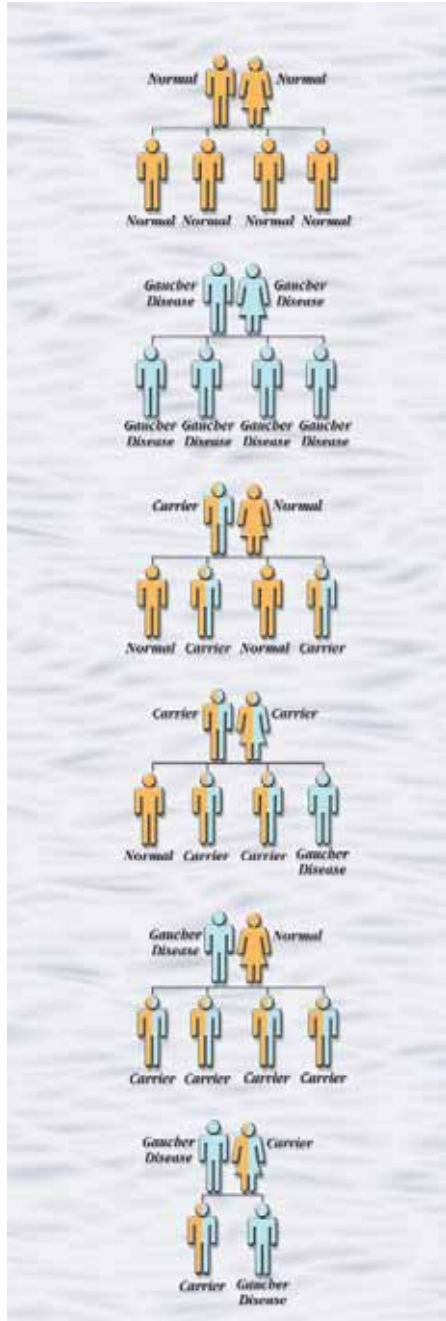 Normal Normal
Normal Normal Normal Normal
Gaucher Disease Gaucher Disease
Gaucher Disease Gaucher Disease Gaucher Disease Gaucher Disease
Carrier Normal
Normal Carrier Normal Carrier
Carrier Carrier
Normal Carrier Carrier Gaucher Disease
Gaucher Disease Normal
Carrier Carrier Carrier Carrier
Gaucher Disease Carrier
Carrier Gaucher Disease